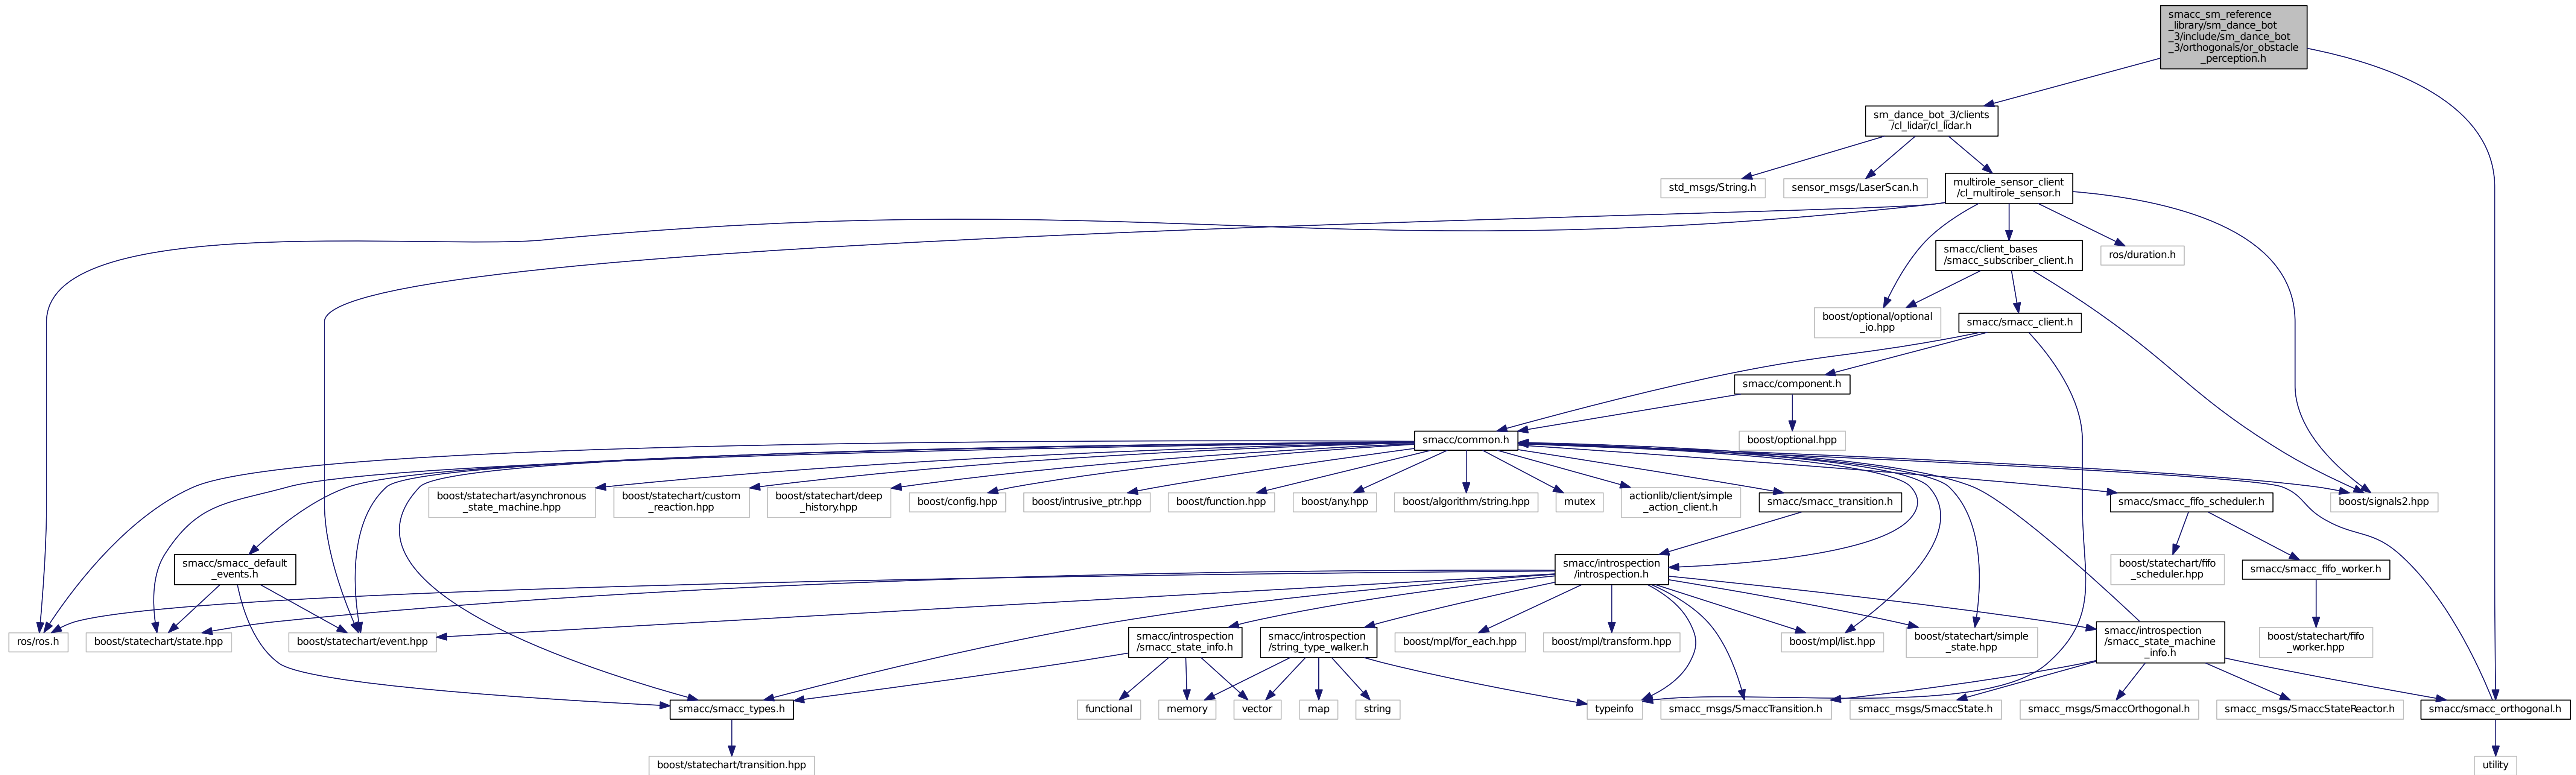 smacc_sm_reference
_library/sm_dance_bot
_3/include/sm_dance_bot
_3/orthogonals/or_obstacle
_perception.h
sm_dance_bot_3/clients
/cl_lidar/cl_lidar.h
std_msgs/String.h
sensor_msgs/LaserScan.h
multirole_sensor_client
/cl_multirole_sensor.h
smacc/client_bases
/smacc_subscriber_client.h
ros/duration.h
boost/optional/optional
_io.hpp
smacc/smacc_client.h
smacc/component.h
smacc/common.h
boost/optional.hpp
boost/statechart/asynchronous
_state_machine.hpp
boost/statechart/custom
_reaction.hpp
boost/statechart/deep
_history.hpp
boost/config.hpp
boost/intrusive_ptr.hpp
boost/function.hpp
boost/any.hpp
boost/algorithm/string.hpp
mutex
actionlib/client/simple
_action_client.h
smacc/smacc_transition.h
smacc/smacc_fifo_scheduler.h
boost/signals2.hpp
smacc/smacc_default
_events.h
smacc/introspection
/introspection.h
boost/statechart/fifo
_scheduler.hpp
smacc/smacc_fifo_worker.h
ros/ros.h
boost/statechart/state.hpp
boost/statechart/event.hpp
smacc/introspection
/smacc_state_info.h
smacc/introspection
/string_type_walker.h
boost/mpl/for_each.hpp
boost/mpl/transform.hpp
boost/mpl/list.hpp
boost/statechart/simple
_state.hpp
smacc/introspection
/smacc_state_machine
_info.h
boost/statechart/fifo
_worker.hpp
smacc/smacc_types.h
functional
memory
vector
map
string
typeinfo
smacc_msgs/SmaccTransition.h
smacc_msgs/SmaccState.h
smacc_msgs/SmaccOrthogonal.h
smacc_msgs/SmaccStateReactor.h
smacc/smacc_orthogonal.h
boost/statechart/transition.hpp
utility